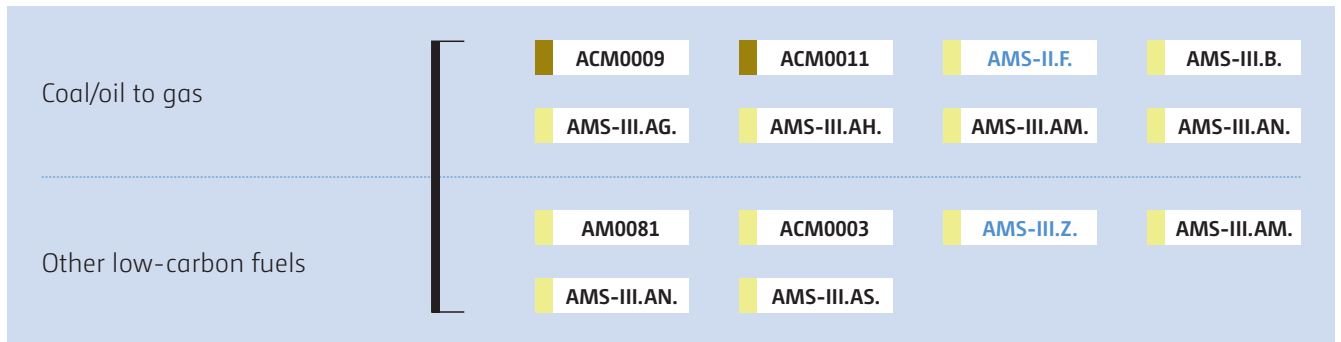 Coal/oil to gas
ACM0009 ACM0011 AMS-II.F. AMS-III.B.
AMS-III.AG. AMS-III.AH. AMS-III.AM. AMS-III.AN.
Other low-carbon fuels
AM0081 ACM0003 AMS-III.Z. AMS-III.AM.
AMS-III.AN. AMS-III.AS.